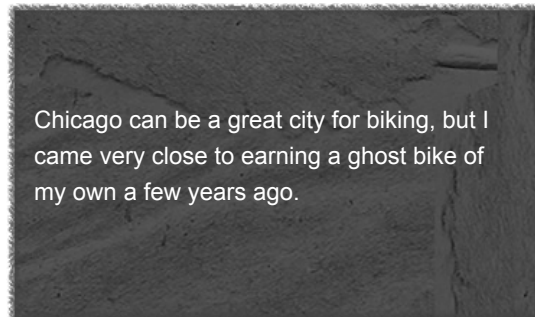 Chicago can be a great city for biking, but I
came very close to earning a ghost bike of
my own a few years ago.